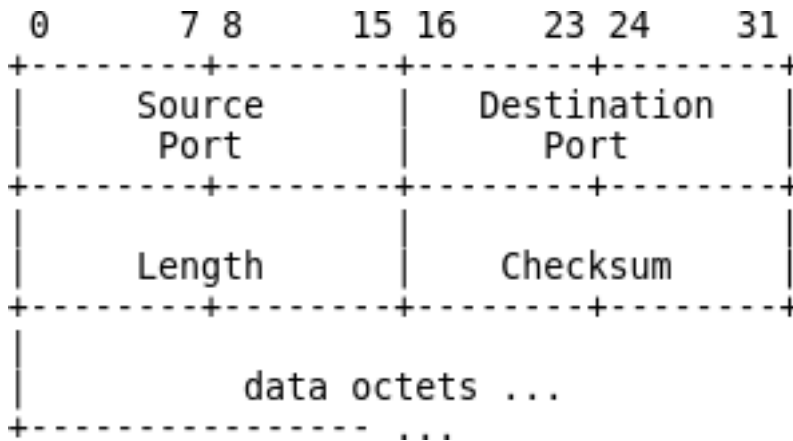 0 7 8 15 16 23 24 31
+--------+--------+--------+--------+
| Source | Destination |
| Port | Port |
+--------+--------+--------+--------+
| | |
| Length | Checksum |
+--------+--------+--------+--------+
|
| data octets ...
+---------------- ...